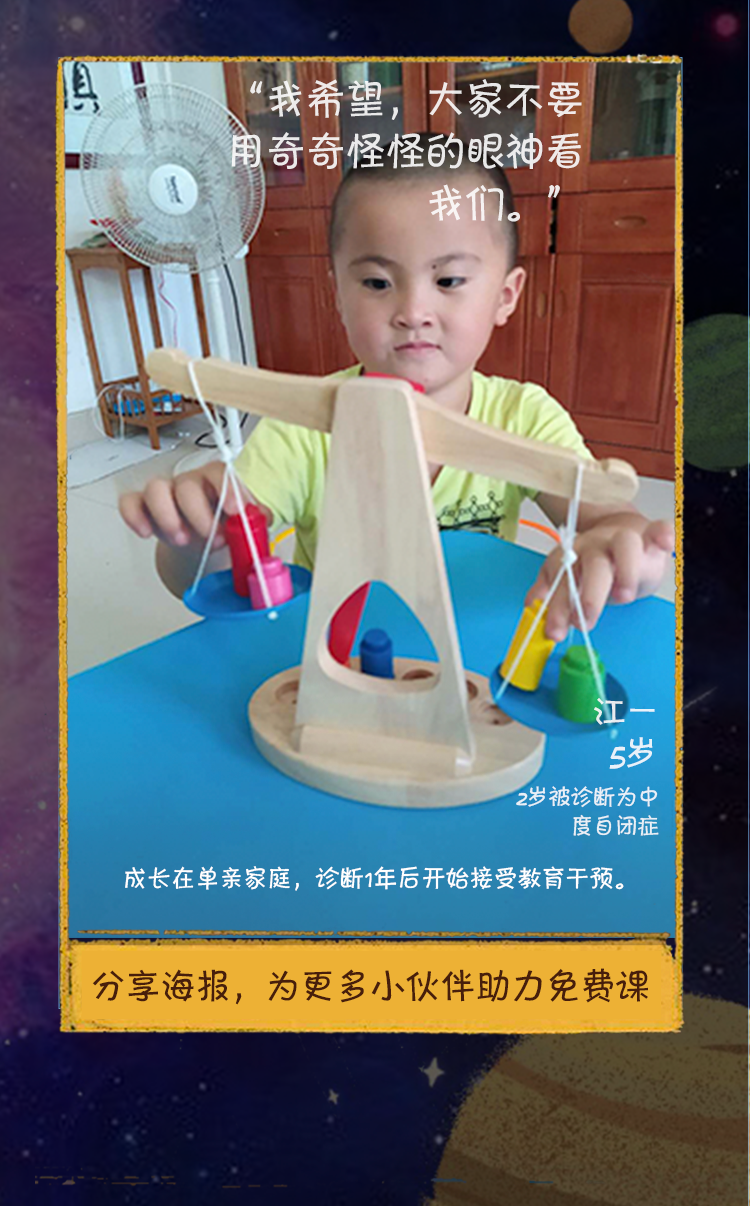 “我希望，大家不要
用奇奇怪怪的眼神看
我们。”
江一
5岁
2岁被诊断为中
度自闭症
成长在单亲家庭，诊断1年后开始接受教育干预。
分享海报，为更多小伙伴助力免费课